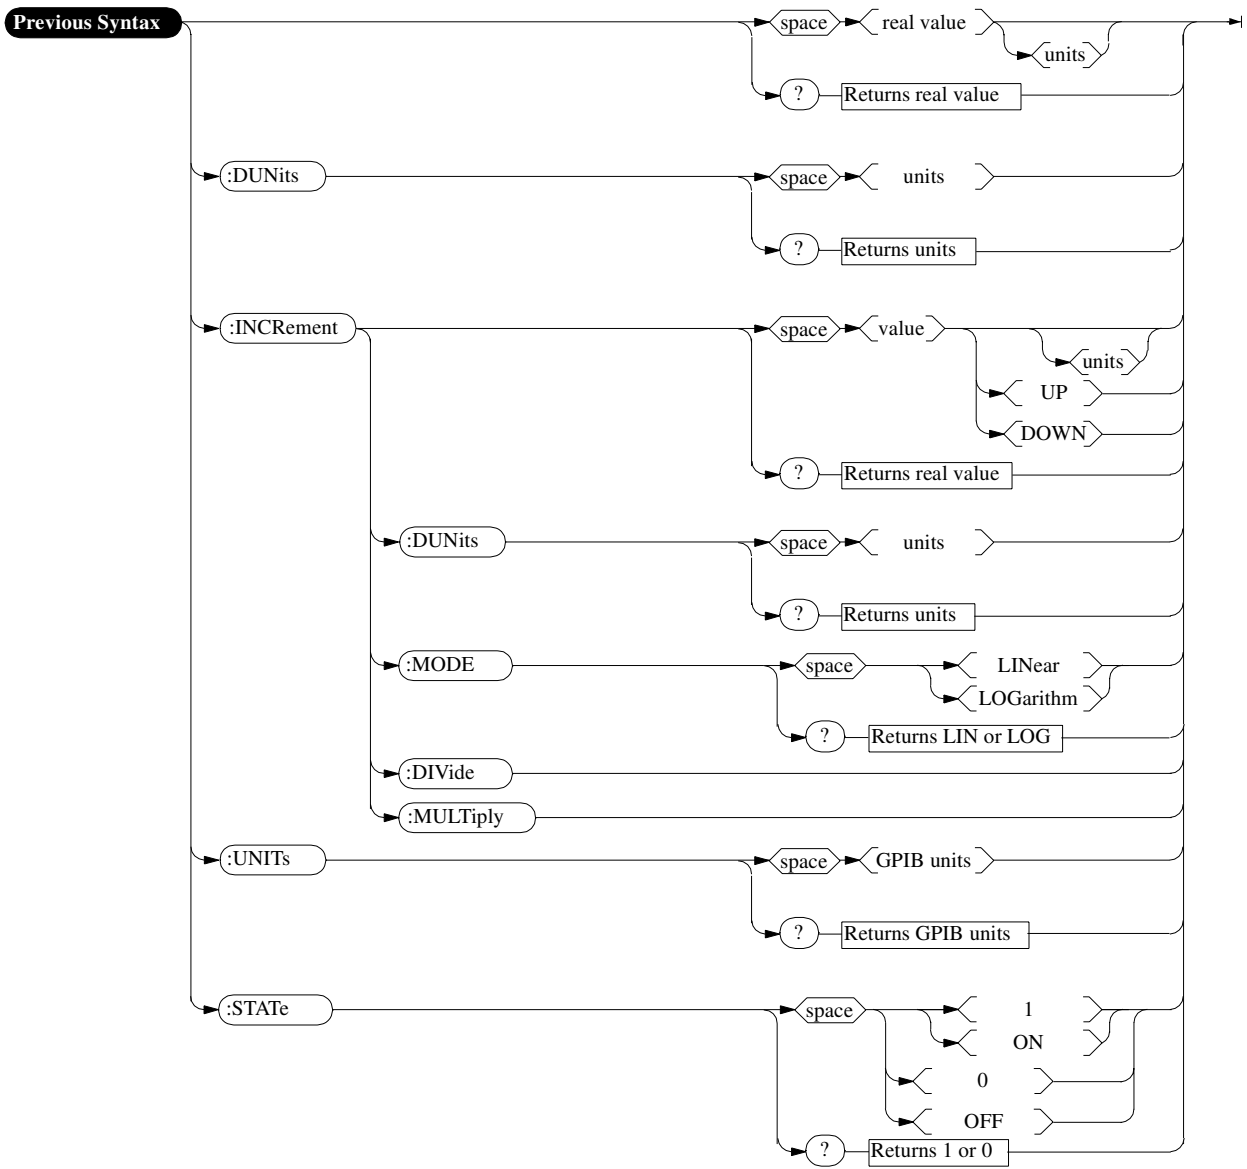 Previous Syntax
space real value
units
? Returns real value
:DUNits space units
? Returns units
:INCRement space value
units
UP
DOWN
? Returns real value
:DUNits space units
? Returns units
:MODE space LINear
LOGarithm
? Returns LIN or LOG
:DIVide
:MULTiply
:UNITs space GPIB units
? Returns GPIB units
:STATe space 1
ON
0
OFF
? Returns 1 or 0